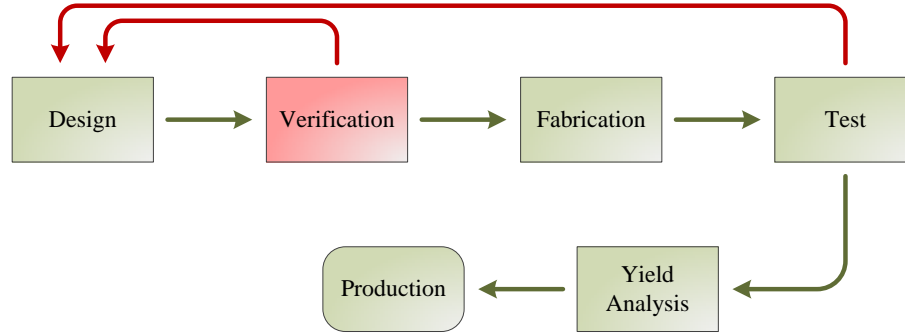 Design
Verification
Fabrication
Test
Production
Yield
Analysis